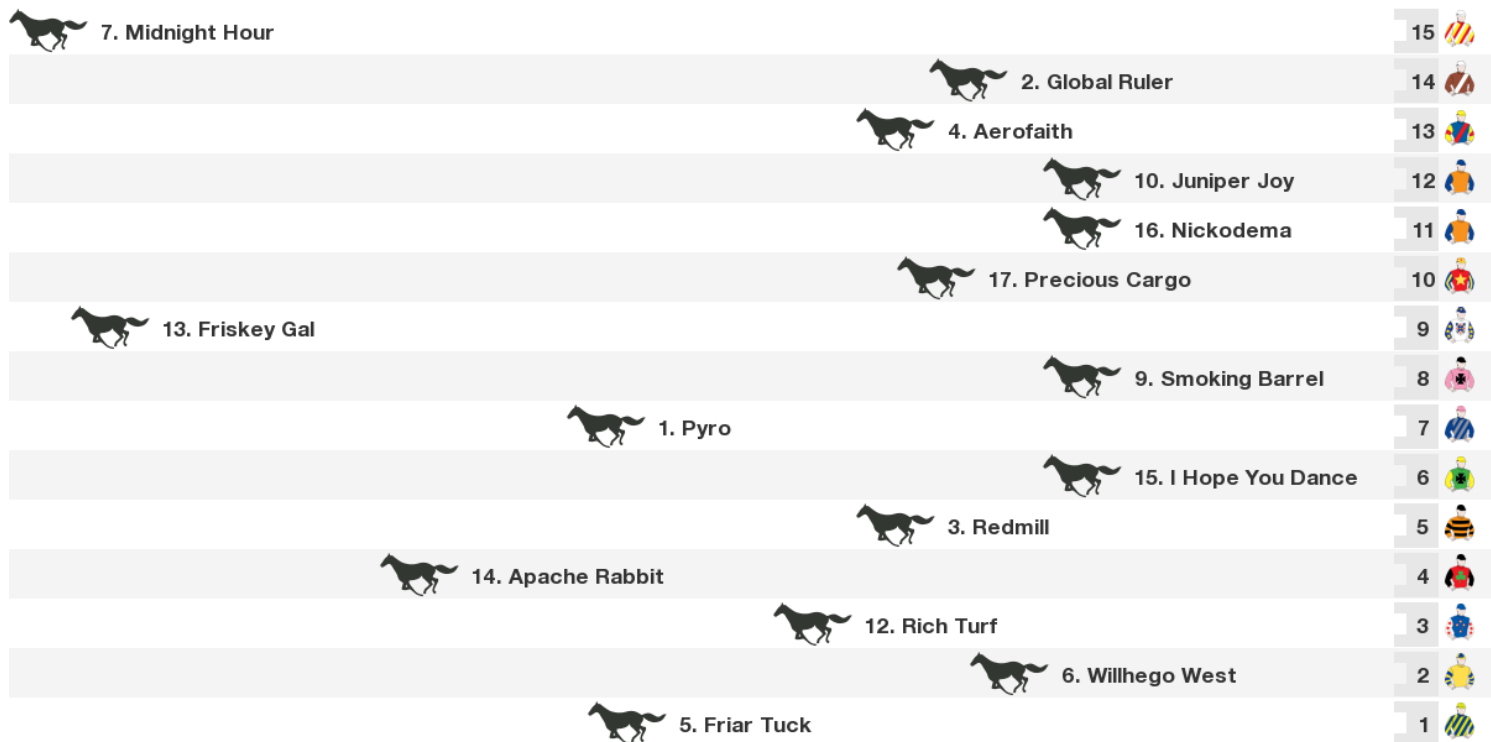 7. Midnight Hour 15
2. Global Ruler 14
4. Aerofaith 13
10. Juniper Joy 12
16. Nickodema 11
17. Precious Cargo 10
13. Friskey Gal 9
9. Smoking Barrel 8
1. Pyro 7
15. I Hope You Dance 6
3. Redmill 5
14. Apache Rabbit 4
12. Rich Turf 3
6. Willhego West 2
5. Friar Tuck 1